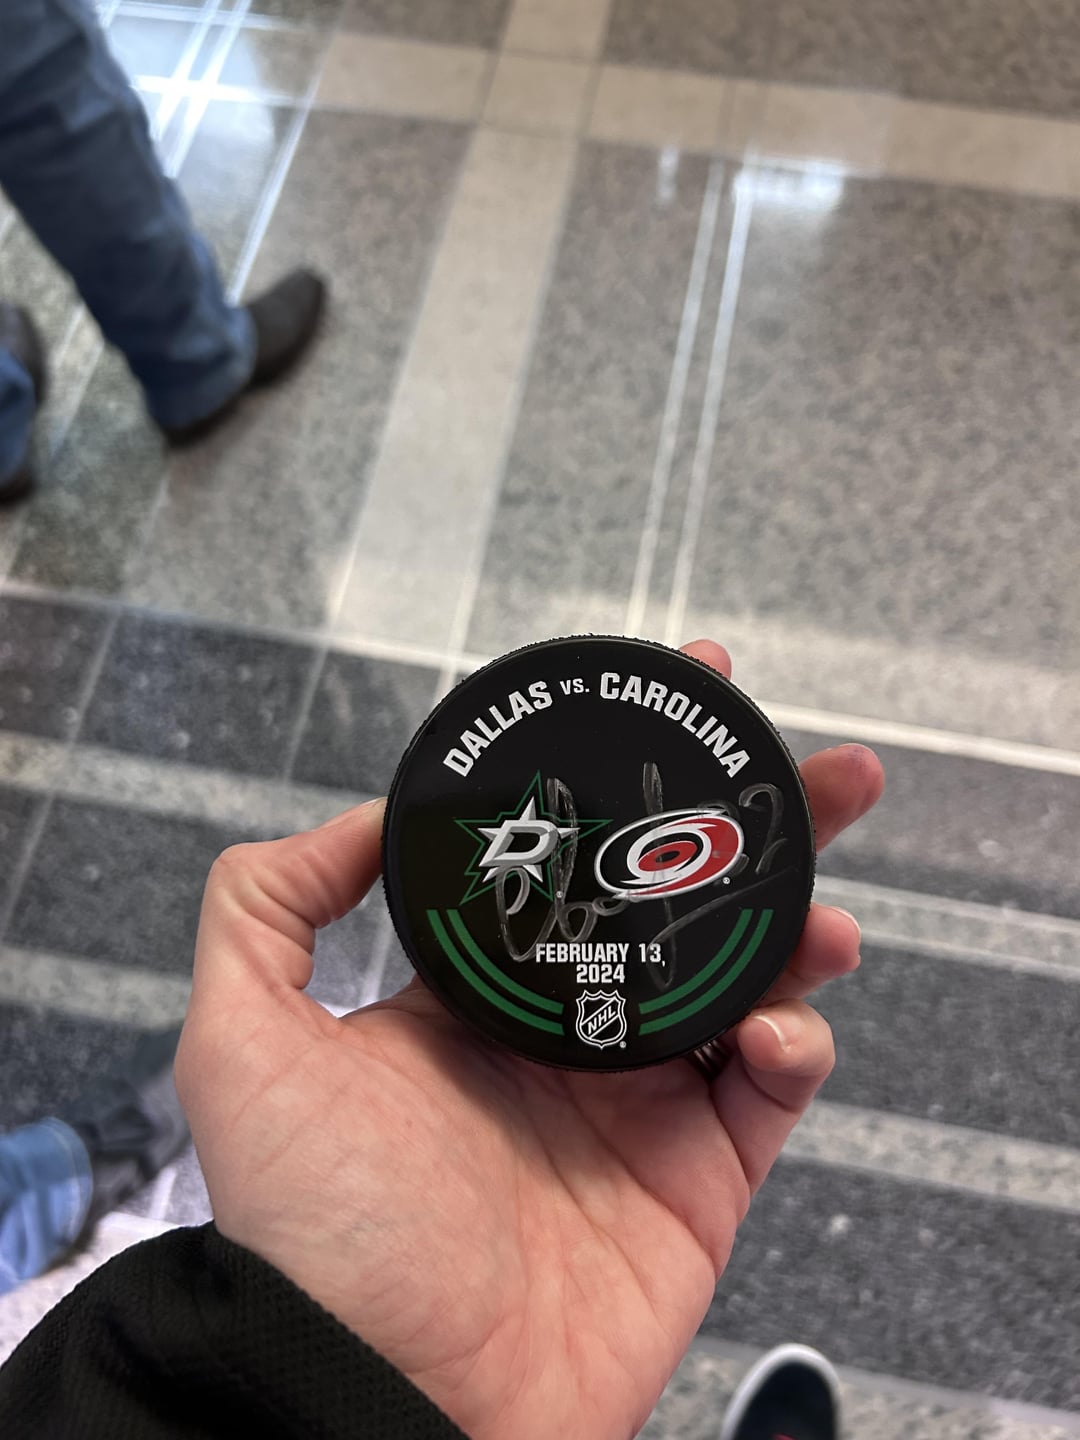 DALLAS vs. CAROLINA
D
FEBRUARY 13,
2024
NHL